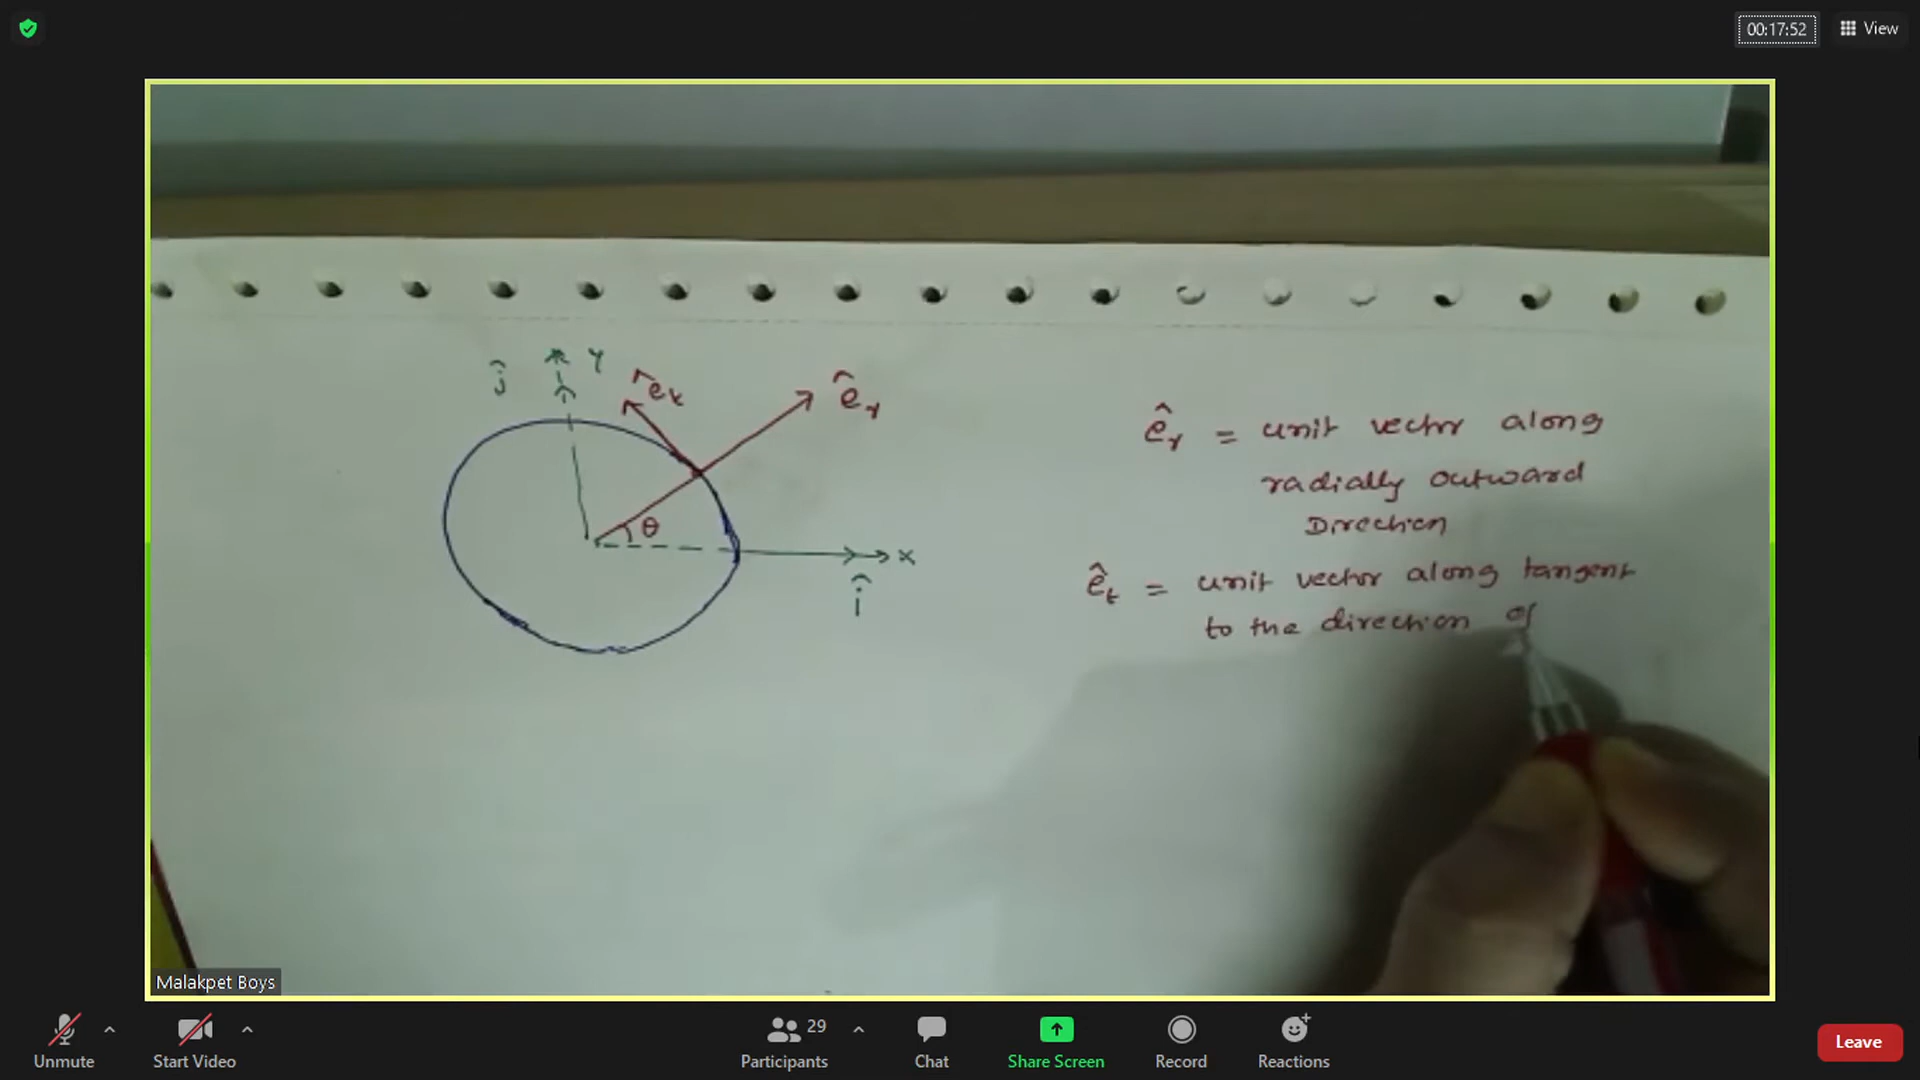 00:17:52
View
ĵ
Y
êt
êr
θ
x
î
êr = unit vector along
radially outward
Direction
êt = unit vector along tangent
to the direction of
Malakpet Boys
Unmute
Start Video
29
Participants
Chat
Share Screen
Record
Reactions
Leave